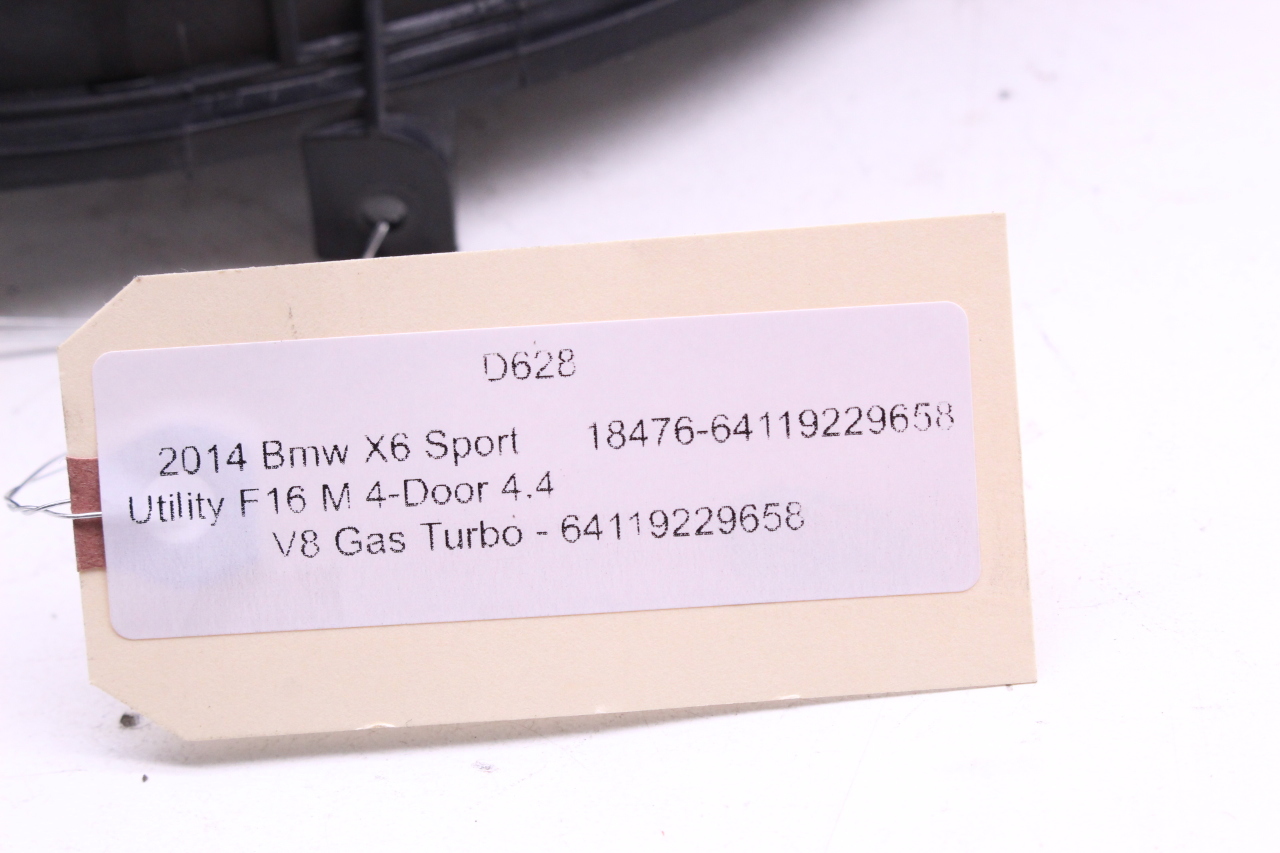 D628
2014 Bmw X6 Sport 18476-64119229658
Utility F16 M 4-Door 4.4
V8 Gas Turbo - 64119229658